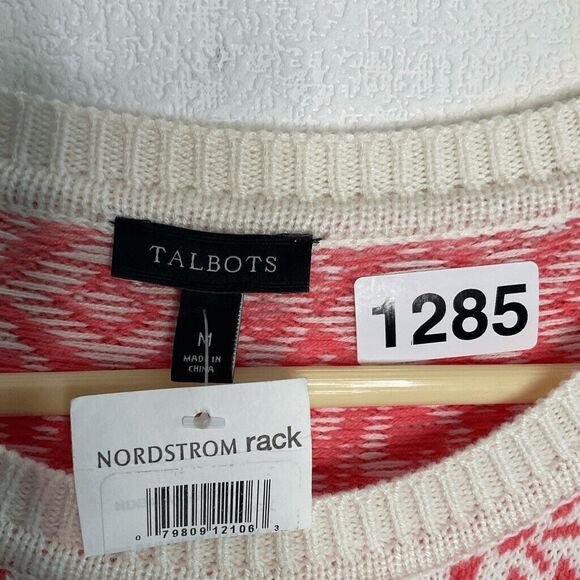 TALBOTS
1285
M
MADE IN
CHINA
NORDSTROM rack
0 79809 12106 3